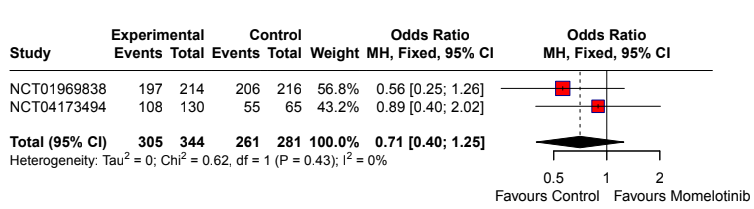 Experimental Control Odds Ratio Odds Ratio
Study Events Total Events Total Weight MH, Fixed, 95% CI MH, Fixed, 95% CI
NCT01969838 197 214 206 216 56.8% 0.56 [0.25; 1.26]
NCT04173494 108 130 55 65 43.2% 0.89 [0.40; 2.02]
Total (95% CI) 305 344 261 281 100.0% 0.71 [0.40; 1.25]
Heterogeneity: Tau² = 0; Chi² = 0.62, df = 1 (P = 0.43); I² = 0%
0.5 1 2
Favours Control Favours Momelotinib